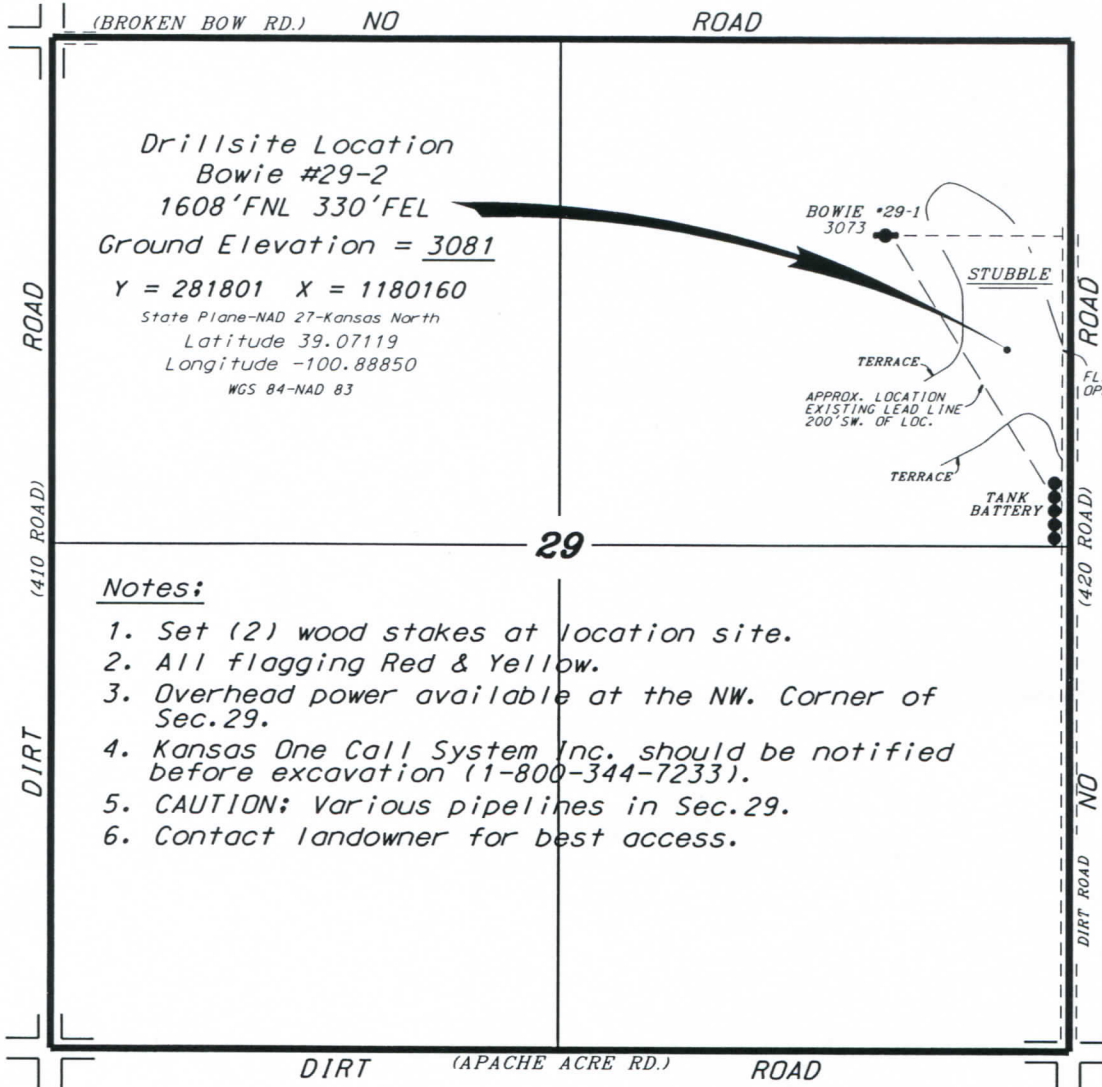 (BROKEN BOW RD.) NO ROAD
Drillsite Location
Bowie #29-2
1608'FNL 330'FEL
Ground Elevation = 3081
Y = 281801 X = 1180160
State Plane-NAD 27-Kansas North
Latitude 39.07119
Longitude -100.88850
WGS 84-NAD 83
BOWIE #29-1
3073
STUBBLE
TERRACE
APPROX. LOCATION
EXISTING LEAD LINE
200'SW. OF LOC.
TERRACE
TANK
BATTERY
ROAD
(410 ROAD)
DIRT
ROAD
FL
OP
(420 ROAD)
NO
DIRT ROAD
29
Notes:
1. Set (2) wood stakes at location site.
2. All flagging Red & Yellow.
3. Overhead power available at the NW. Corner of
Sec.29.
4. Kansas One Call System Inc. should be notified
before excavation (1-800-344-7233).
5. CAUTION: Various pipelines in Sec.29.
6. Contact landowner for best access.
DIRT (APACHE ACRE RD.) ROAD